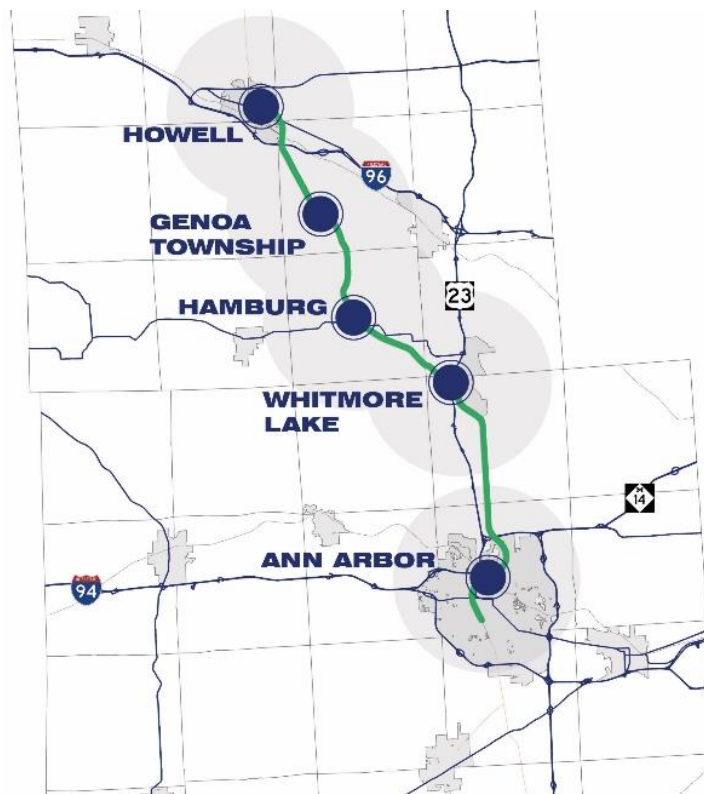 HOWELL
96
GENOA
TOWNSHIP
HAMBURG
23
WHITMORE
LAKE
M
14
ANN ARBOR
94